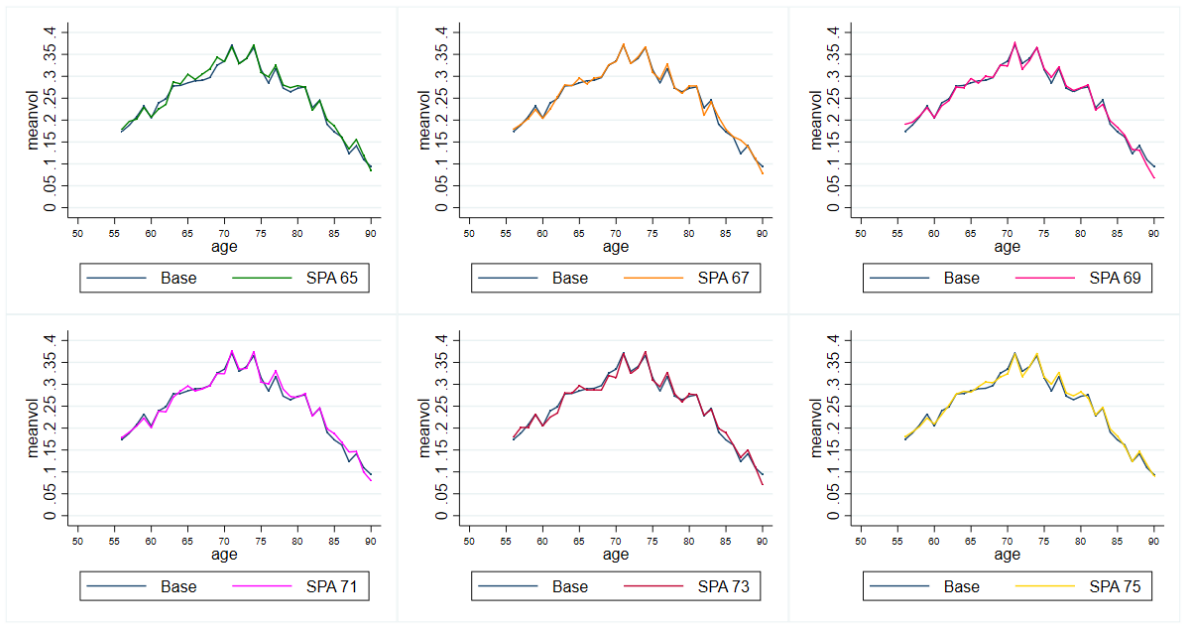 meanvol
0 .05 .1 .15 .2 .25 .3 .35 .4
50 55 60 65 70 75 80 85 90
age
Base SPA 65
meanvol
0 .05 .1 .15 .2 .25 .3 .35 .4
50 55 60 65 70 75 80 85 90
age
Base SPA 67
meanvol
0 .05 .1 .15 .2 .25 .3 .35 .4
50 55 60 65 70 75 80 85 90
age
Base SPA 69
meanvol
0 .05 .1 .15 .2 .25 .3 .35 .4
50 55 60 65 70 75 80 85 90
age
Base SPA 71
meanvol
0 .05 .1 .15 .2 .25 .3 .35 .4
50 55 60 65 70 75 80 85 90
age
Base SPA 73
meanvol
0 .05 .1 .15 .2 .25 .3 .35 .4
50 55 60 65 70 75 80 85 90
age
Base SPA 75